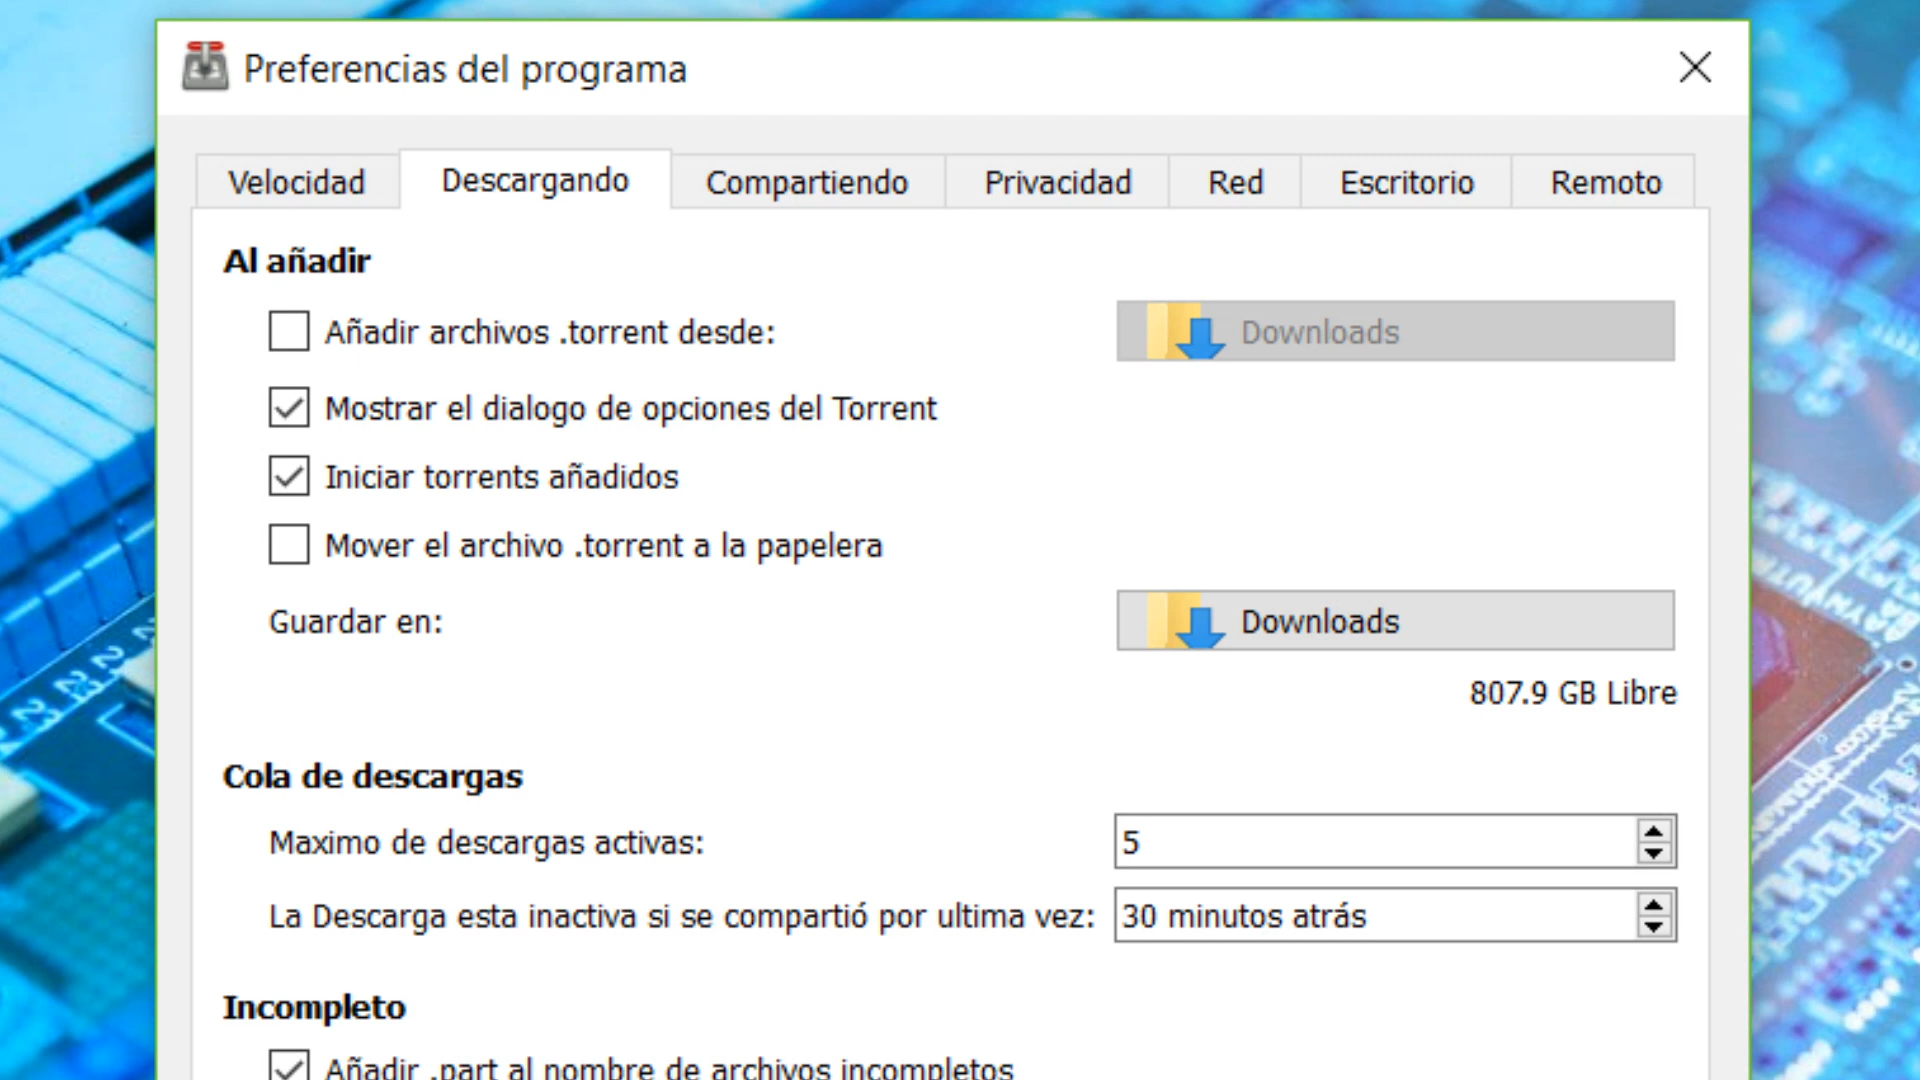 Preferencias del programa
Velocidad Descargando Compartiendo Privacidad Red Escritorio Remoto
Al añadir
Añadir archivos .torrent desde: Downloads
Mostrar el dialogo de opciones del Torrent
Iniciar torrents añadidos
Mover el archivo .torrent a la papelera
Guardar en: Downloads
807.9 GB Libre
Cola de descargas
Maximo de descargas activas: 5
La Descarga esta inactiva si se compartió por ultima vez: 30 minutos atrás
Incompleto
Añadir .part al nombre de archivos incompletos